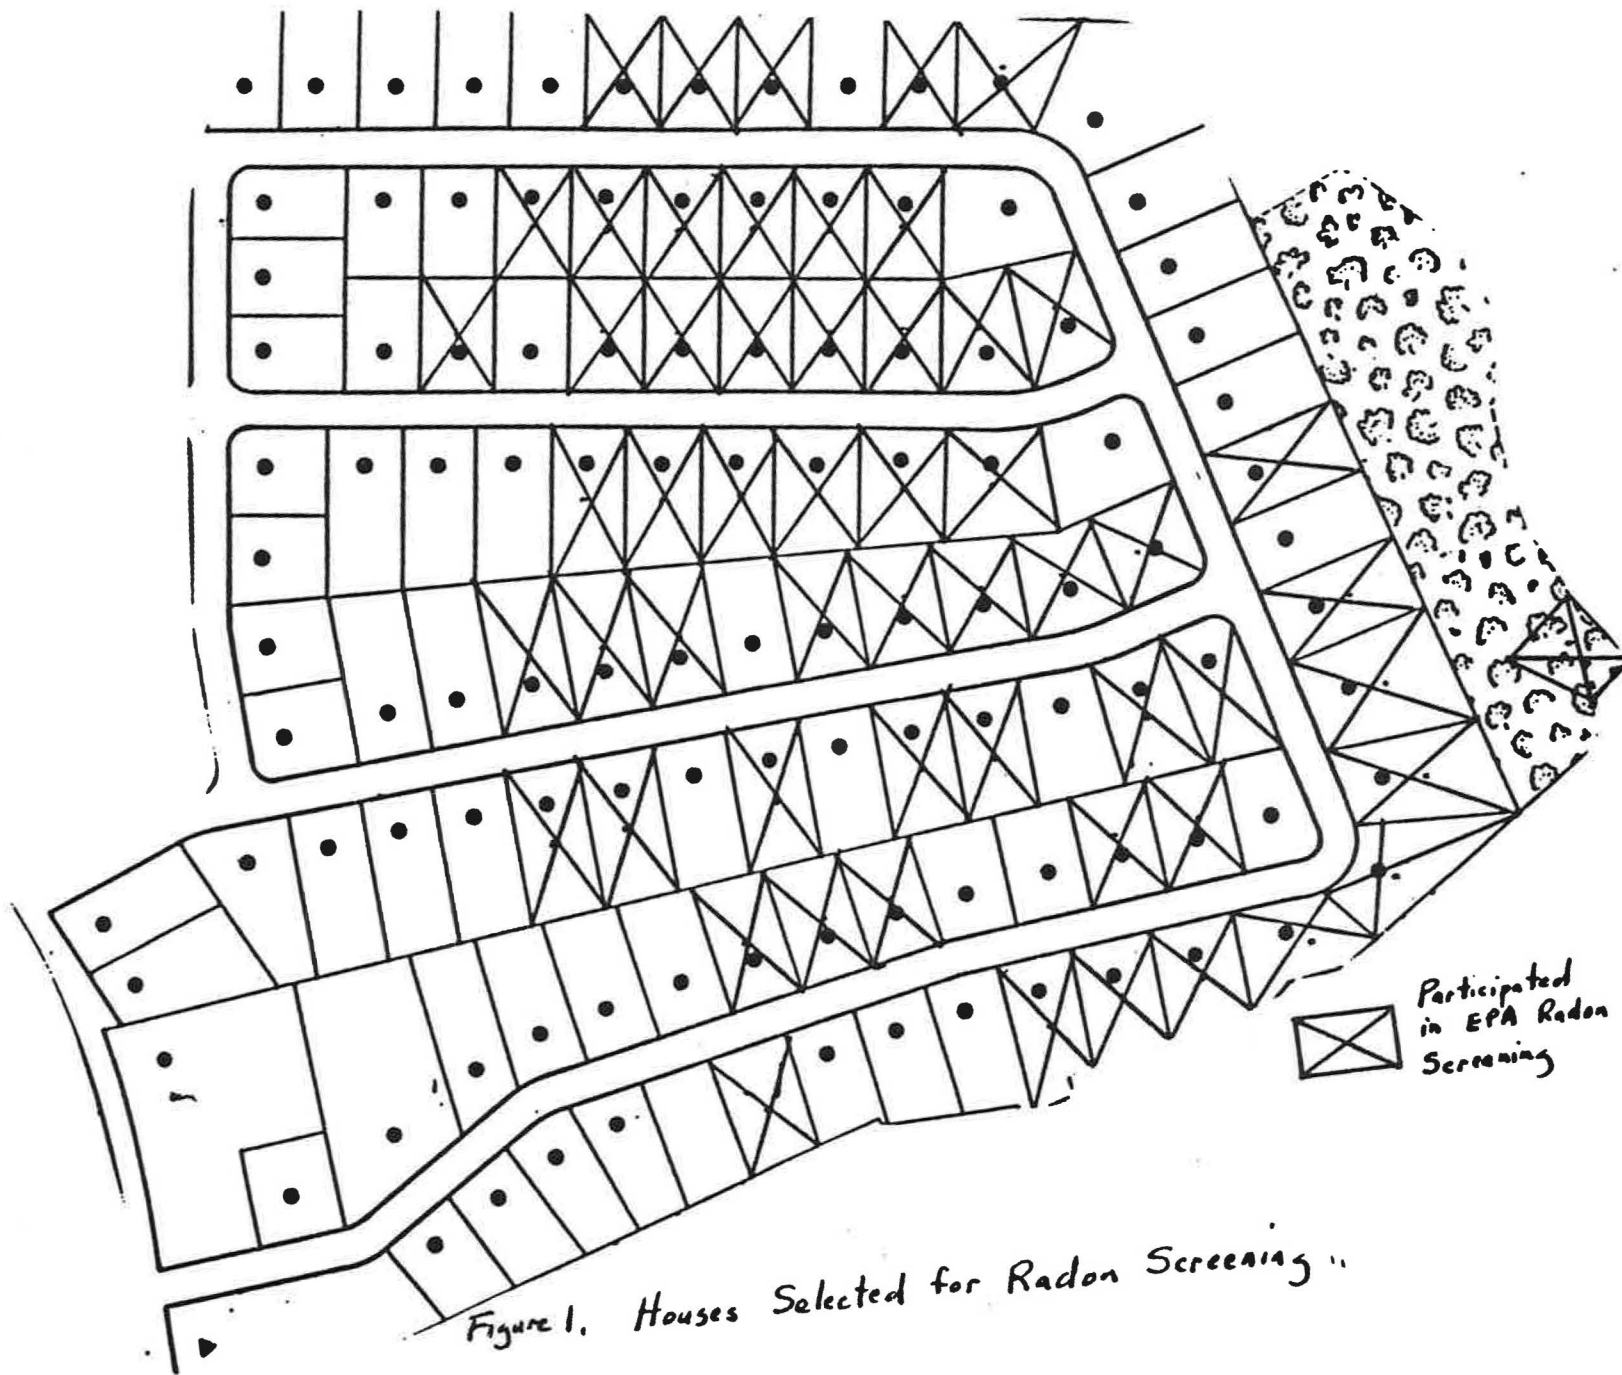 Participated
in EPA Radon
Screening
Figure 1. Houses Selected for Radon Screening